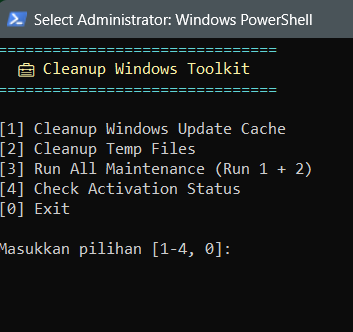 Select Administrator: Windows PowerShell
==============================
🧰 Cleanup Windows Toolkit
==============================
[1] Cleanup Windows Update Cache
[2] Cleanup Temp Files
[3] Run All Maintenance (Run 1 + 2)
[4] Check Activation Status
[0] Exit
Masukkan pilihan [1-4, 0]: